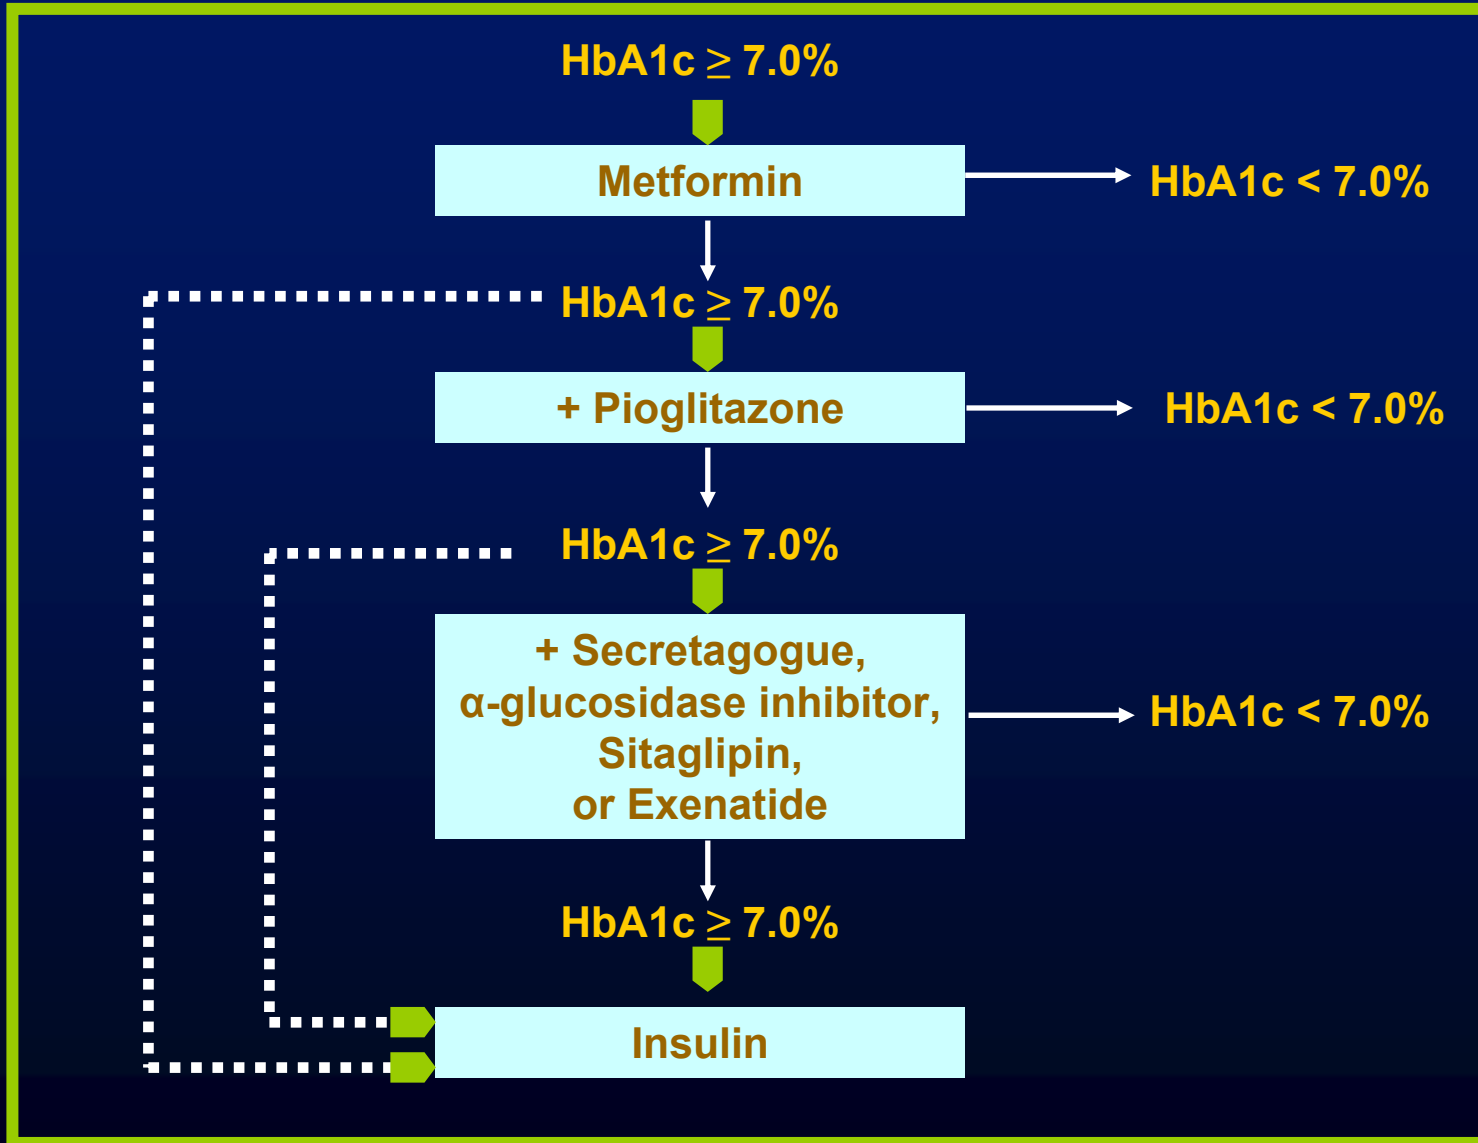 HbA1c ≥ 7.0%
Metformin
HbA1c < 7.0%
HbA1c ≥ 7.0%
+ Pioglitazone
HbA1c < 7.0%
HbA1c ≥ 7.0%
+ Secretagogue,
α-glucosidase inhibitor,
Sitaglipin,
or Exenatide
HbA1c < 7.0%
HbA1c ≥ 7.0%
Insulin